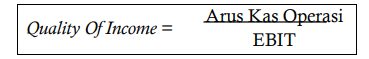 Quality Of Income = Arus Kas Operasi
EBIT